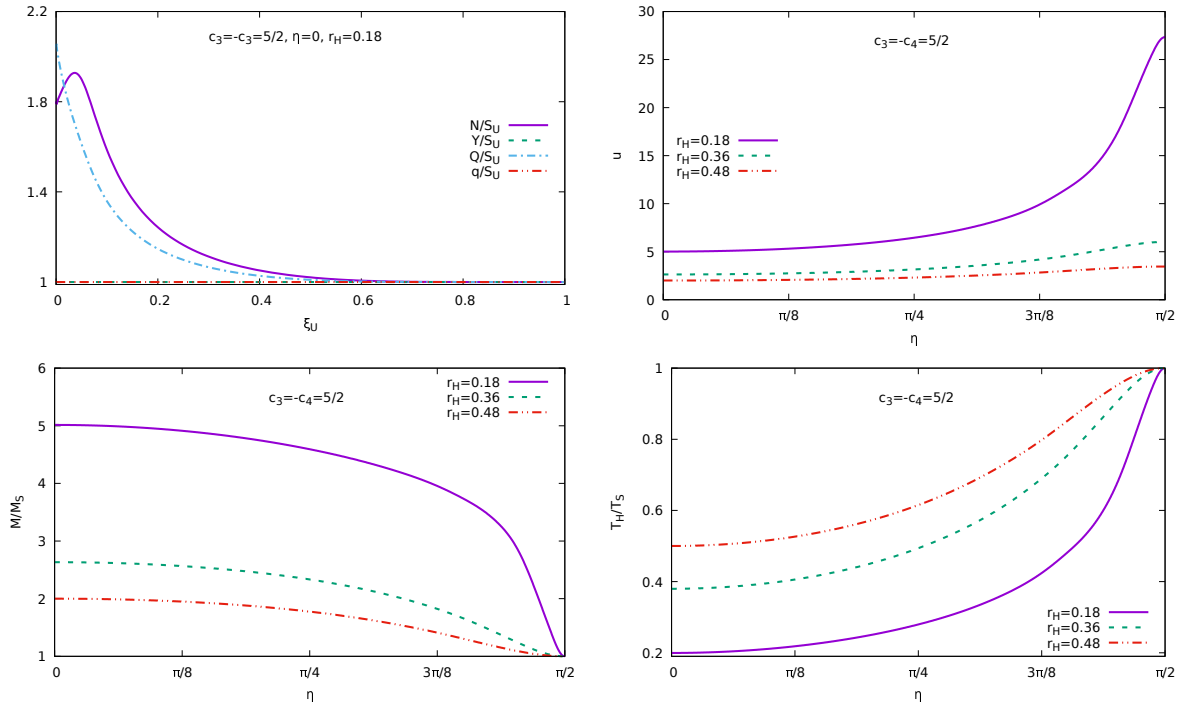 2.2
1.8
1.4
1
0
0.2
0.4
0.6
0.8
1
ξU
c3=-c3=5/2, η=0, rH=0.18
N/SU
Y/SU
Q/SU
q/SU
30
25
20
15
10
5
0
u
0
π/8
π/4
3π/8
π/2
η
c3=-c4=5/2
rH=0.18
rH=0.36
rH=0.48
6
5
4
3
2
1
M/MS
0
π/8
π/4
3π/8
π/2
η
c3=-c4=5/2
rH=0.18
rH=0.36
rH=0.48
1
0.8
0.6
0.4
0.2
TH/TS
0
π/8
π/4
3π/8
π/2
η
c3=-c4=5/2
rH=0.18
rH=0.36
rH=0.48